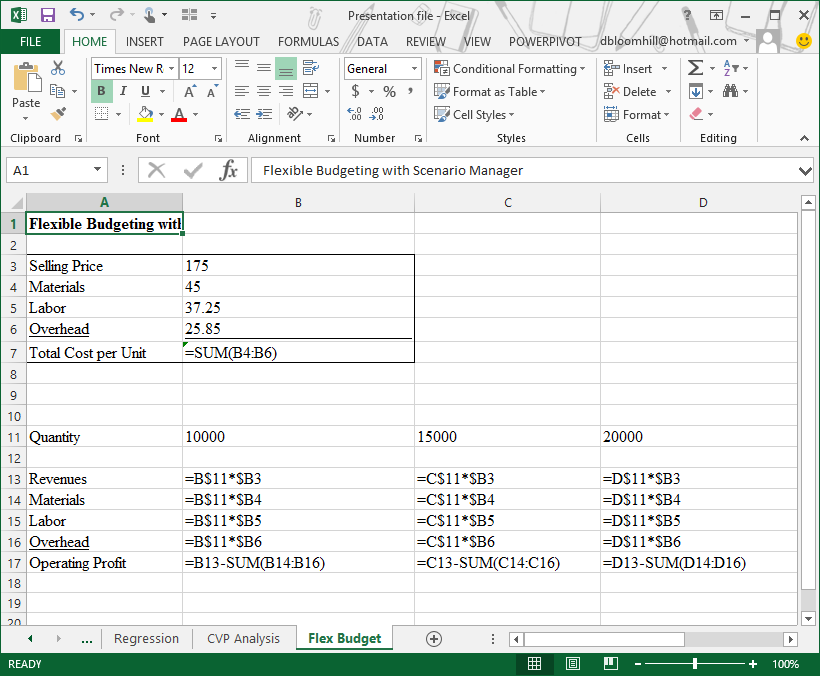 Presentation file - Excel
FILE HOME INSERT PAGE LAYOUT FORMULAS DATA REVIEW VIEW POWERPIVOT dbloomhill@hotmail.com
Times New R 12 General Conditional Formatting Insert
Paste B I U A A $ % , Format as Table Delete
A .00 .00 Cell Styles Format
Clipboard Font Alignment Number Styles Cells Editing
A1 fx Flexible Budgeting with Scenario Manager
A B C D
1 Flexible Budgeting with
2
3 Selling Price 175
4 Materials 45
5 Labor 37.25
6 Overhead 25.85
7 Total Cost per Unit =SUM(B4:B6)
8
9
10
11 Quantity 10000 15000 20000
12
13 Revenues =B$11*$B3 =C$11*$B3 =D$11*$B3
14 Materials =B$11*$B4 =C$11*$B4 =D$11*$B4
15 Labor =B$11*$B5 =C$11*$B5 =D$11*$B5
16 Overhead =B$11*$B6 =C$11*$B6 =D$11*$B6
17 Operating Profit =B13-SUM(B14:B16) =C13-SUM(C14:C16) =D13-SUM(D14:D16)
18
19
20
... Regression CVP Analysis Flex Budget
READY 100%